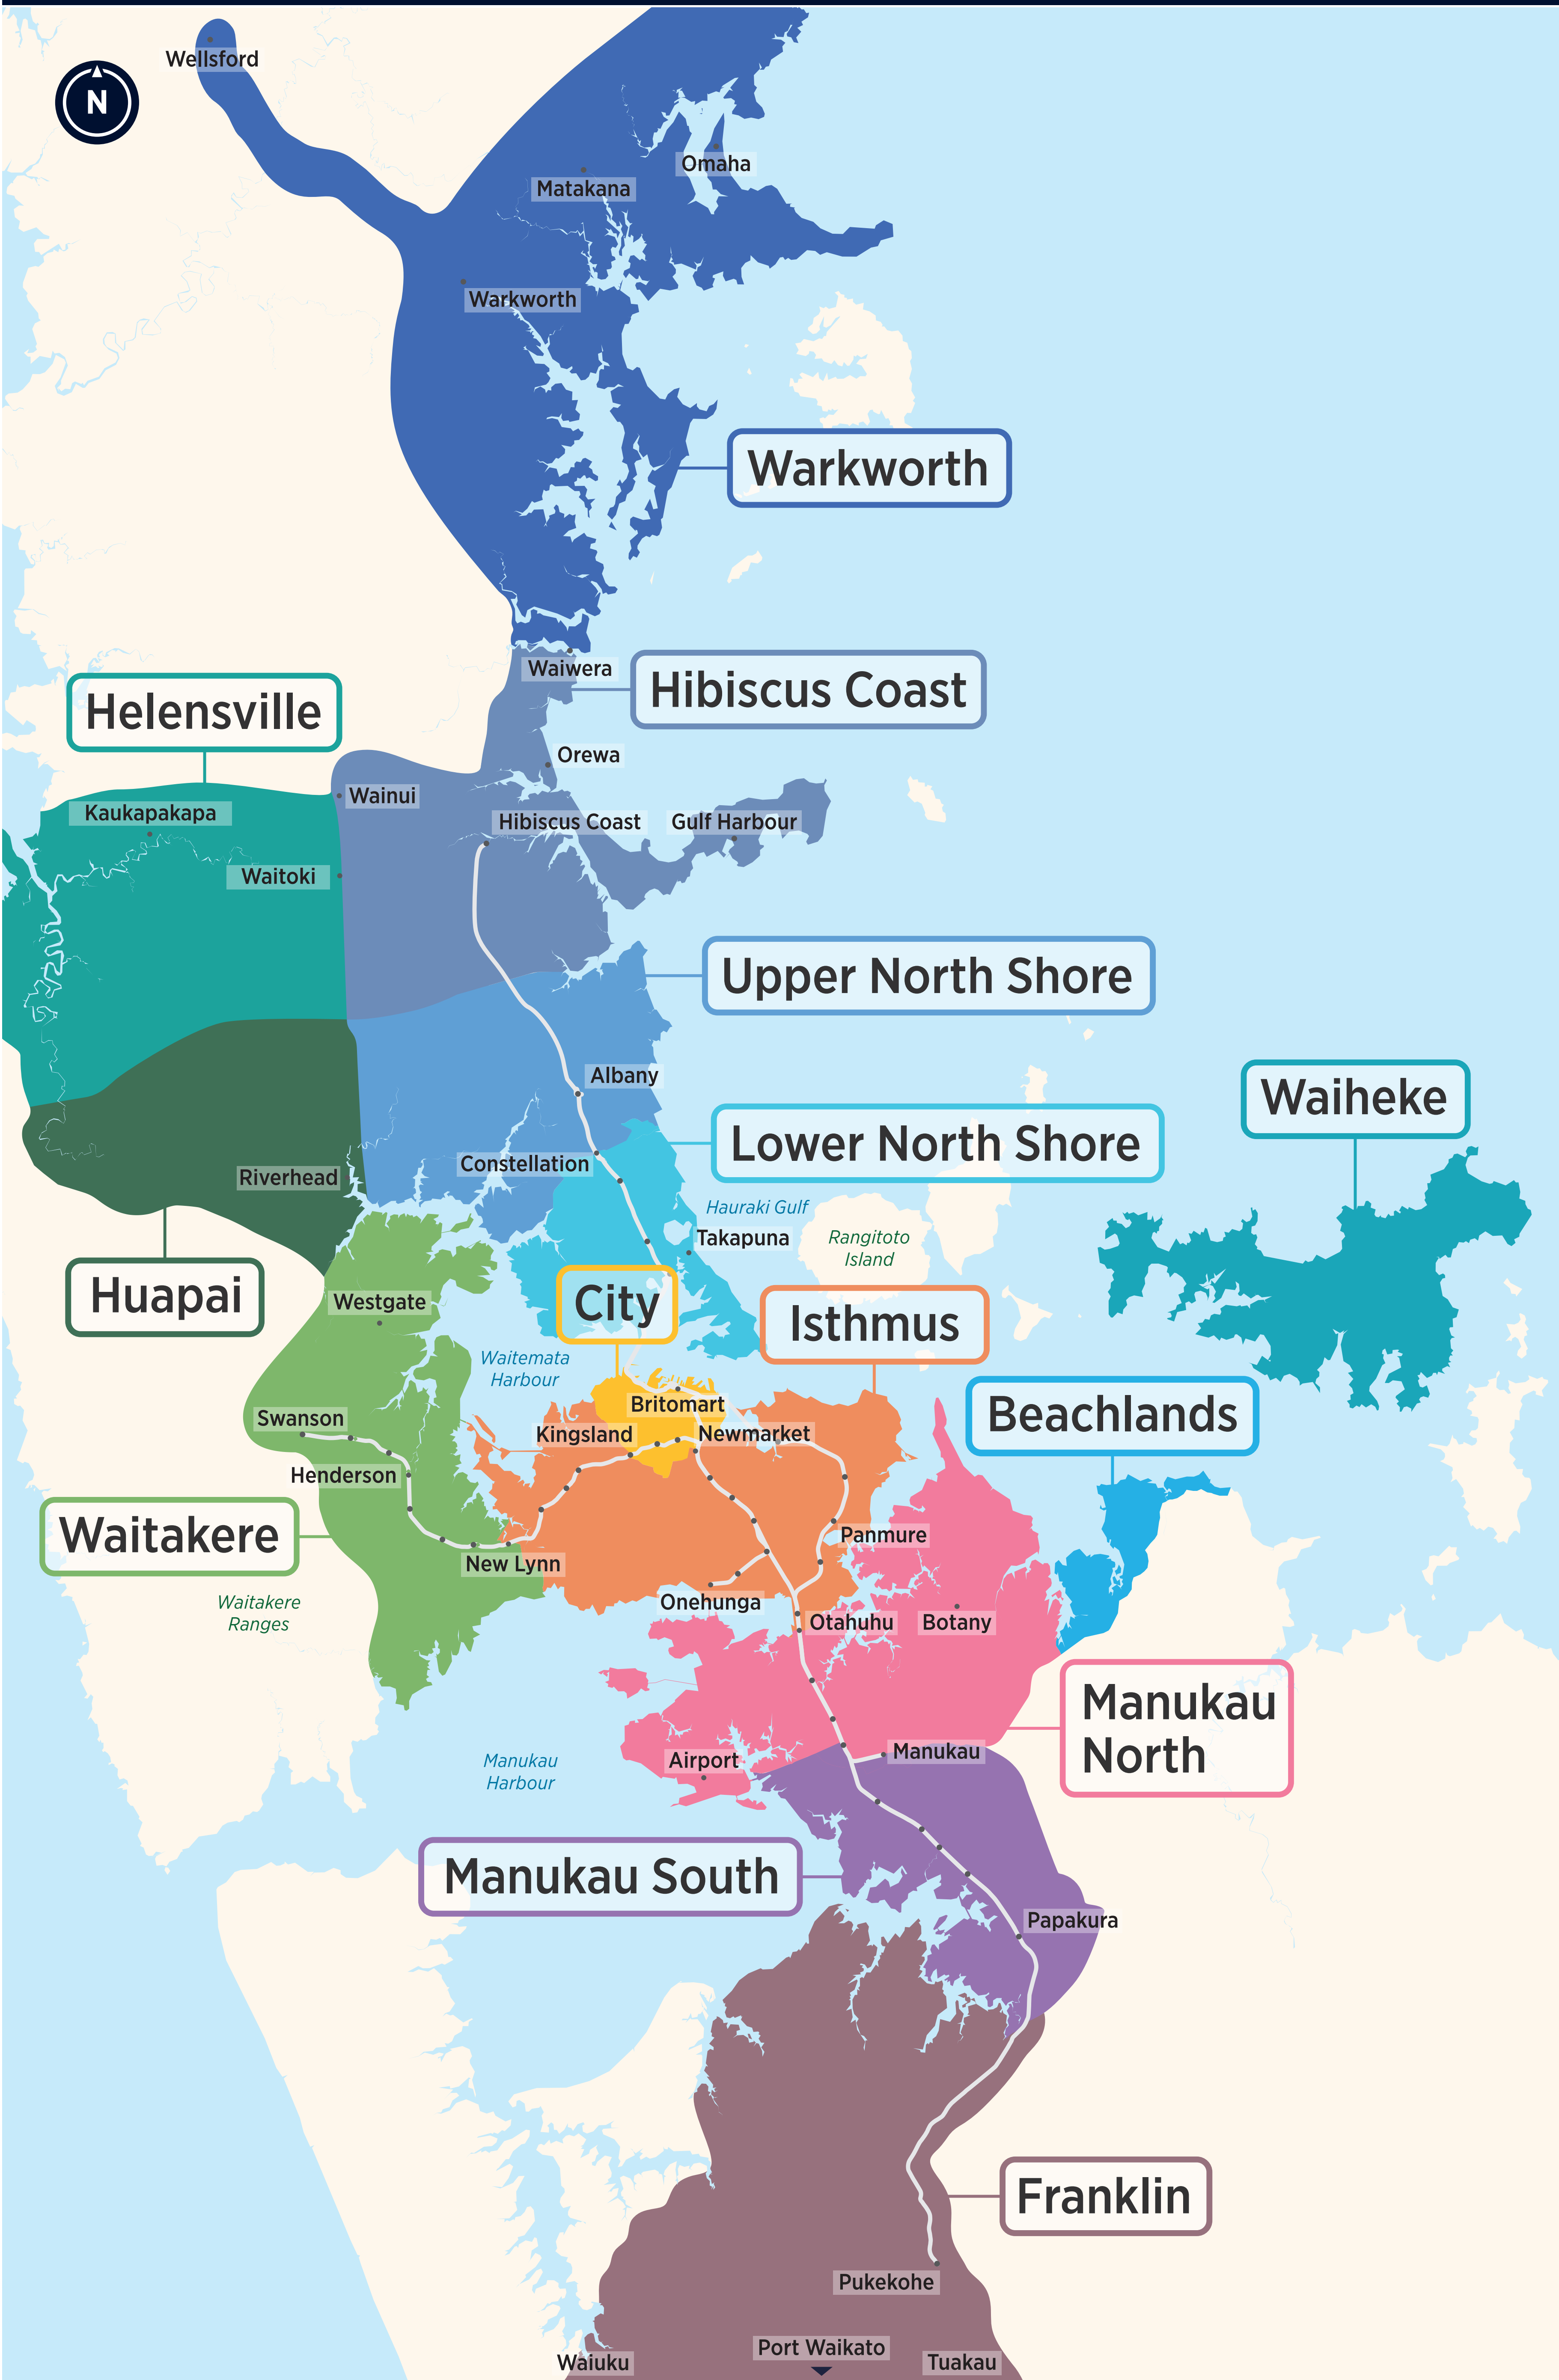 Wellsford
N
Omaha
Matakana
Warkworth
Warkworth
Waiwera
Hibiscus Coast
Helensville
Orewa
Wainui
Kaukapakapa
Hibiscus Coast
Gulf Harbour
Waitoki
Upper North Shore
Albany
Waiheke
Lower North Shore
Constellation
Riverhead
Hauraki Gulf
Takapuna
Rangitoto
Island
Huapai
Westgate
City
Isthmus
Waitemata
Harbour
Britomart
Beachlands
Swanson
Kingsland
Newmarket
Henderson
Waitakere
Panmure
New Lynn
Waitakere
Ranges
Onehunga
Otahuhu
Botany
Manukau
North
Manukau
Harbour
Airport
Manukau
Manukau South
Papakura
Franklin
Pukekohe
Port Waikato
Waiuku
Tuakau